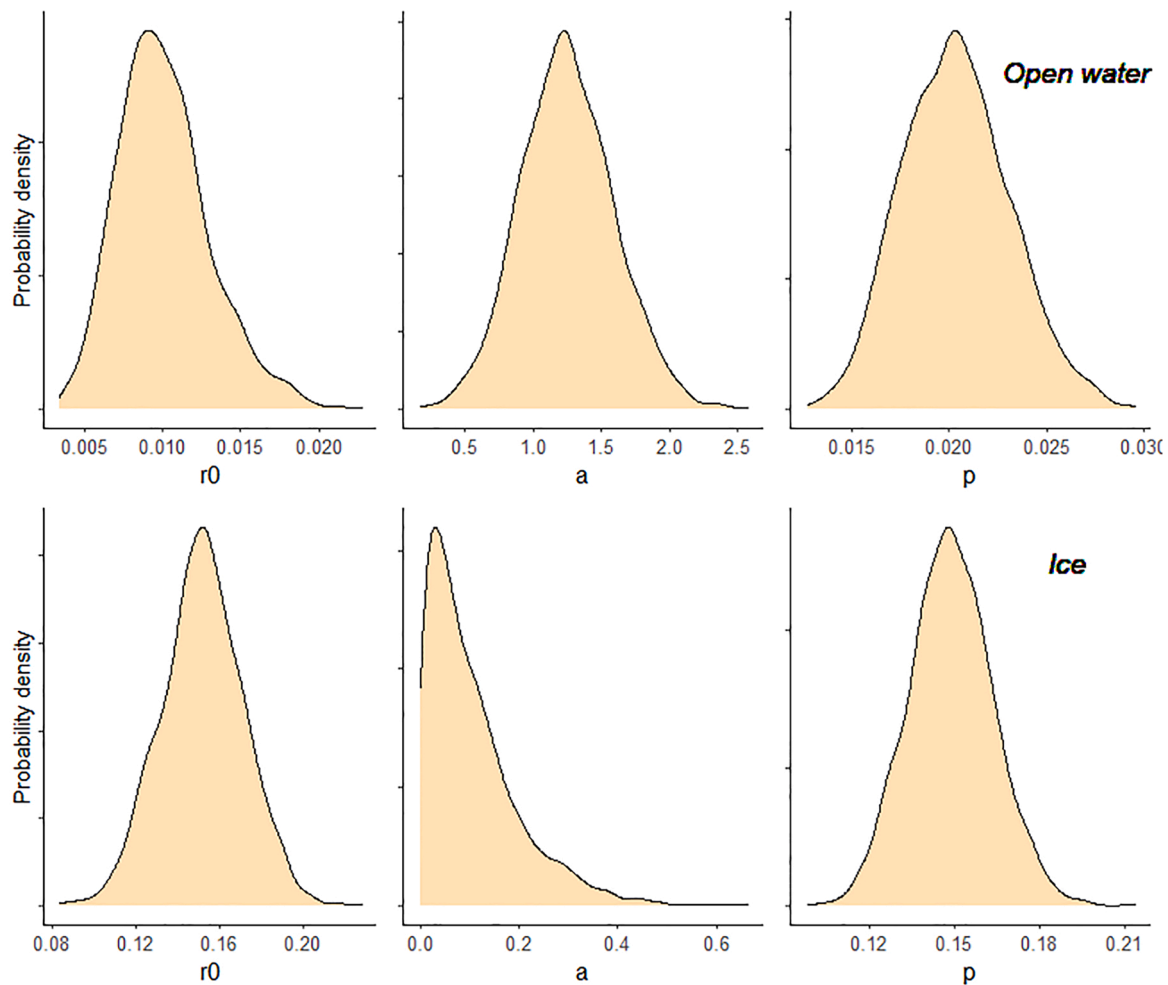 Open water
Probability density
0.005 0.010 0.015 0.020
r0
0.5 1.0 1.5 2.0 2.5
a
0.015 0.020 0.025 0.030
p
Ice
Probability density
0.08 0.12 0.16 0.20
r0
0.0 0.2 0.4 0.6
a
0.12 0.15 0.18 0.21
p